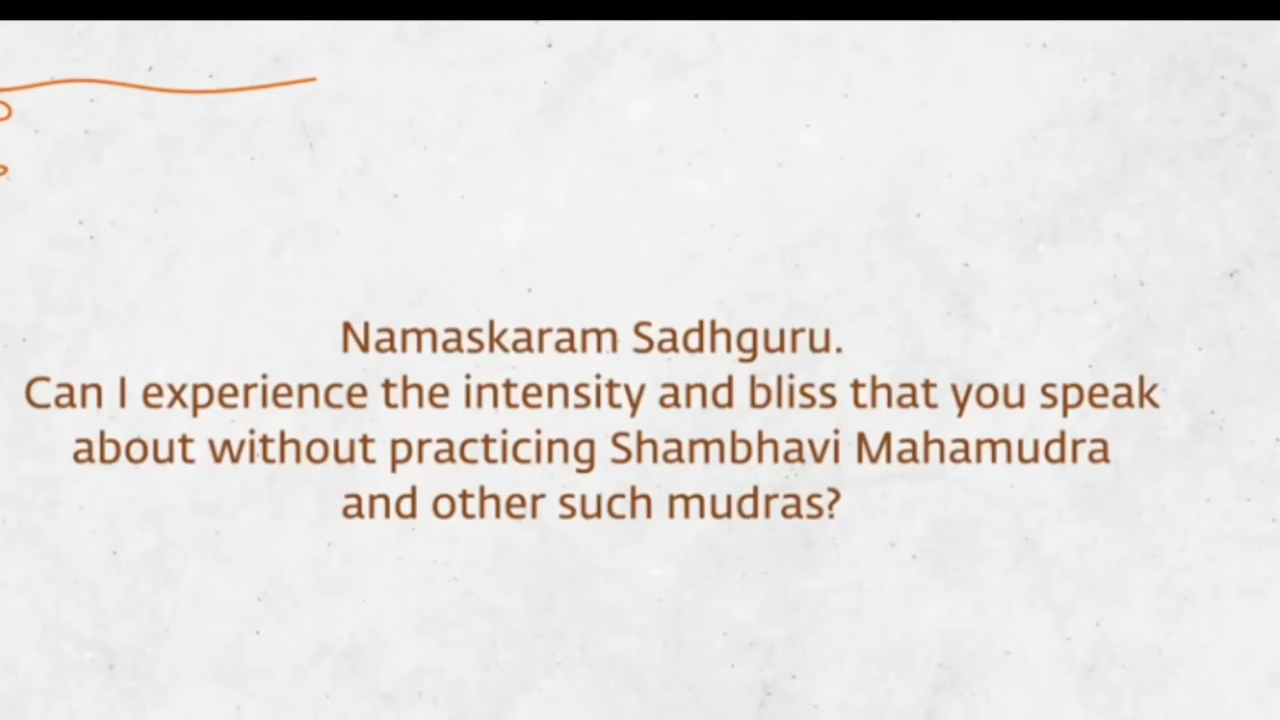 Namaskaram Sadhguru.
Can I experience the intensity and bliss that you speak
about without practicing Shambhavi Mahamudra
and other such mudras?